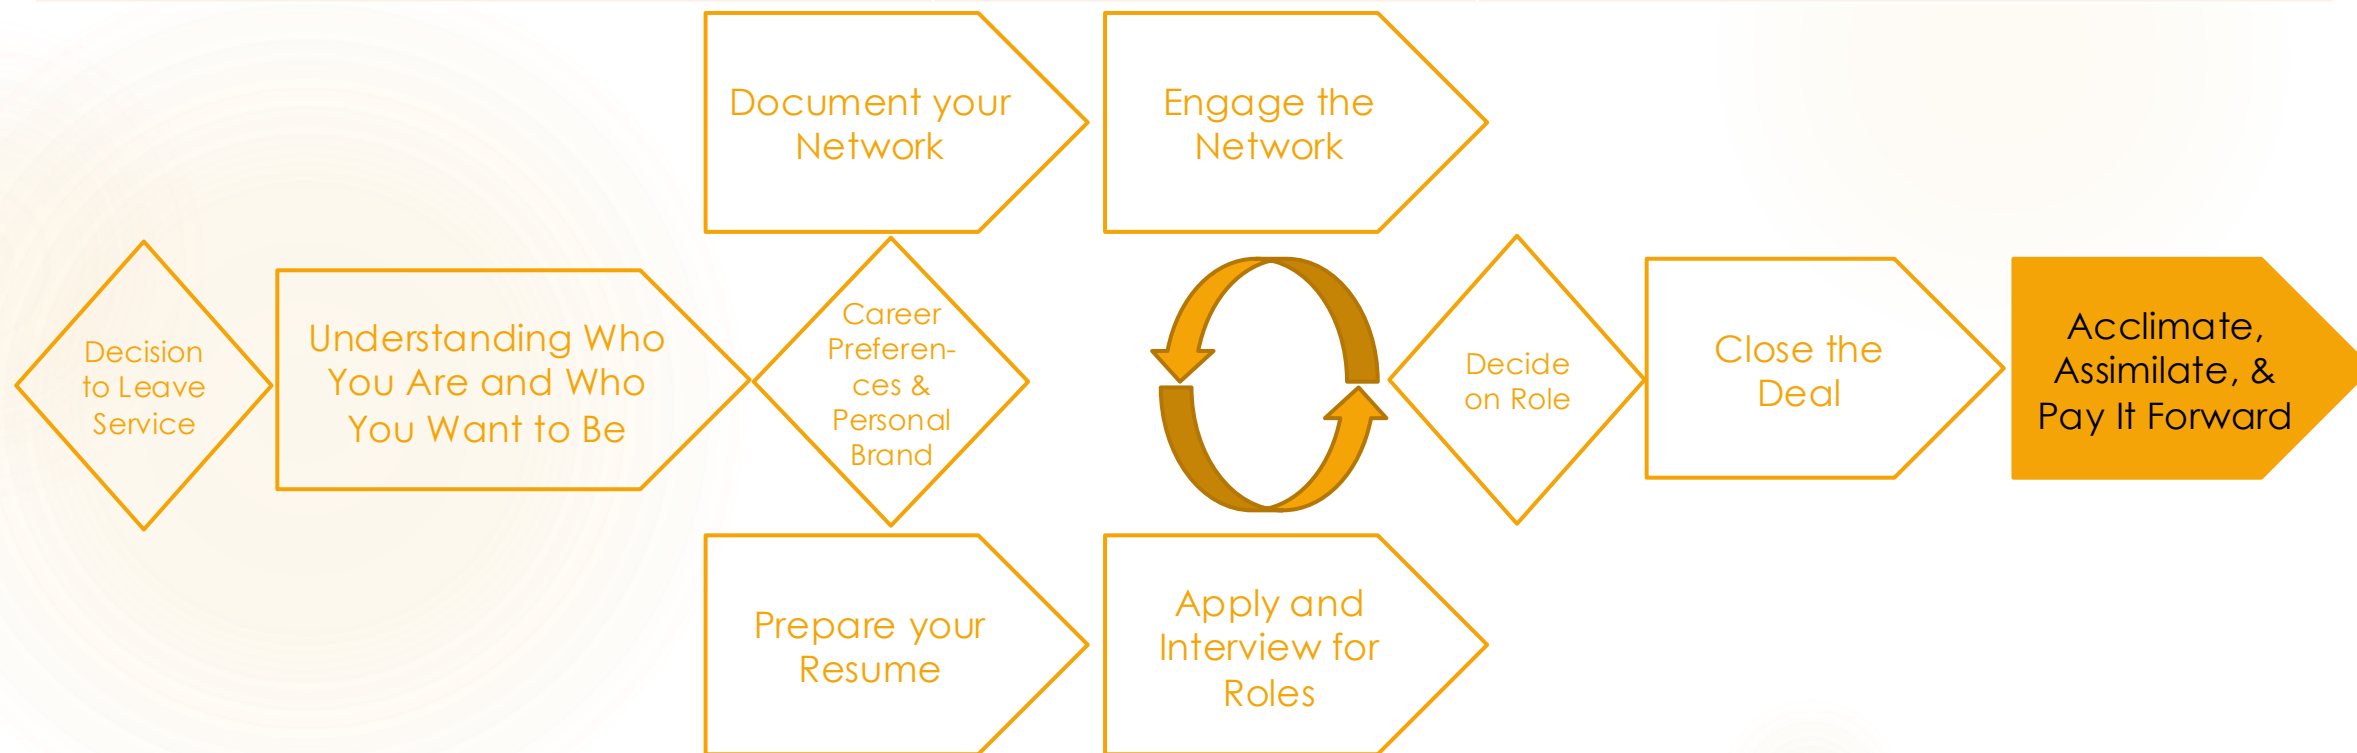 Document your
Network
Engage the
Network
Decision
to Leave
Service
Understanding Who
You Are and Who
You Want to Be
Career
Preferen-
ces &
Personal
Brand
Decide
on Role
Close the
Deal
Acclimate,
Assimilate, &
Pay It Forward
Prepare your
Resume
Apply and
Interview for
Roles